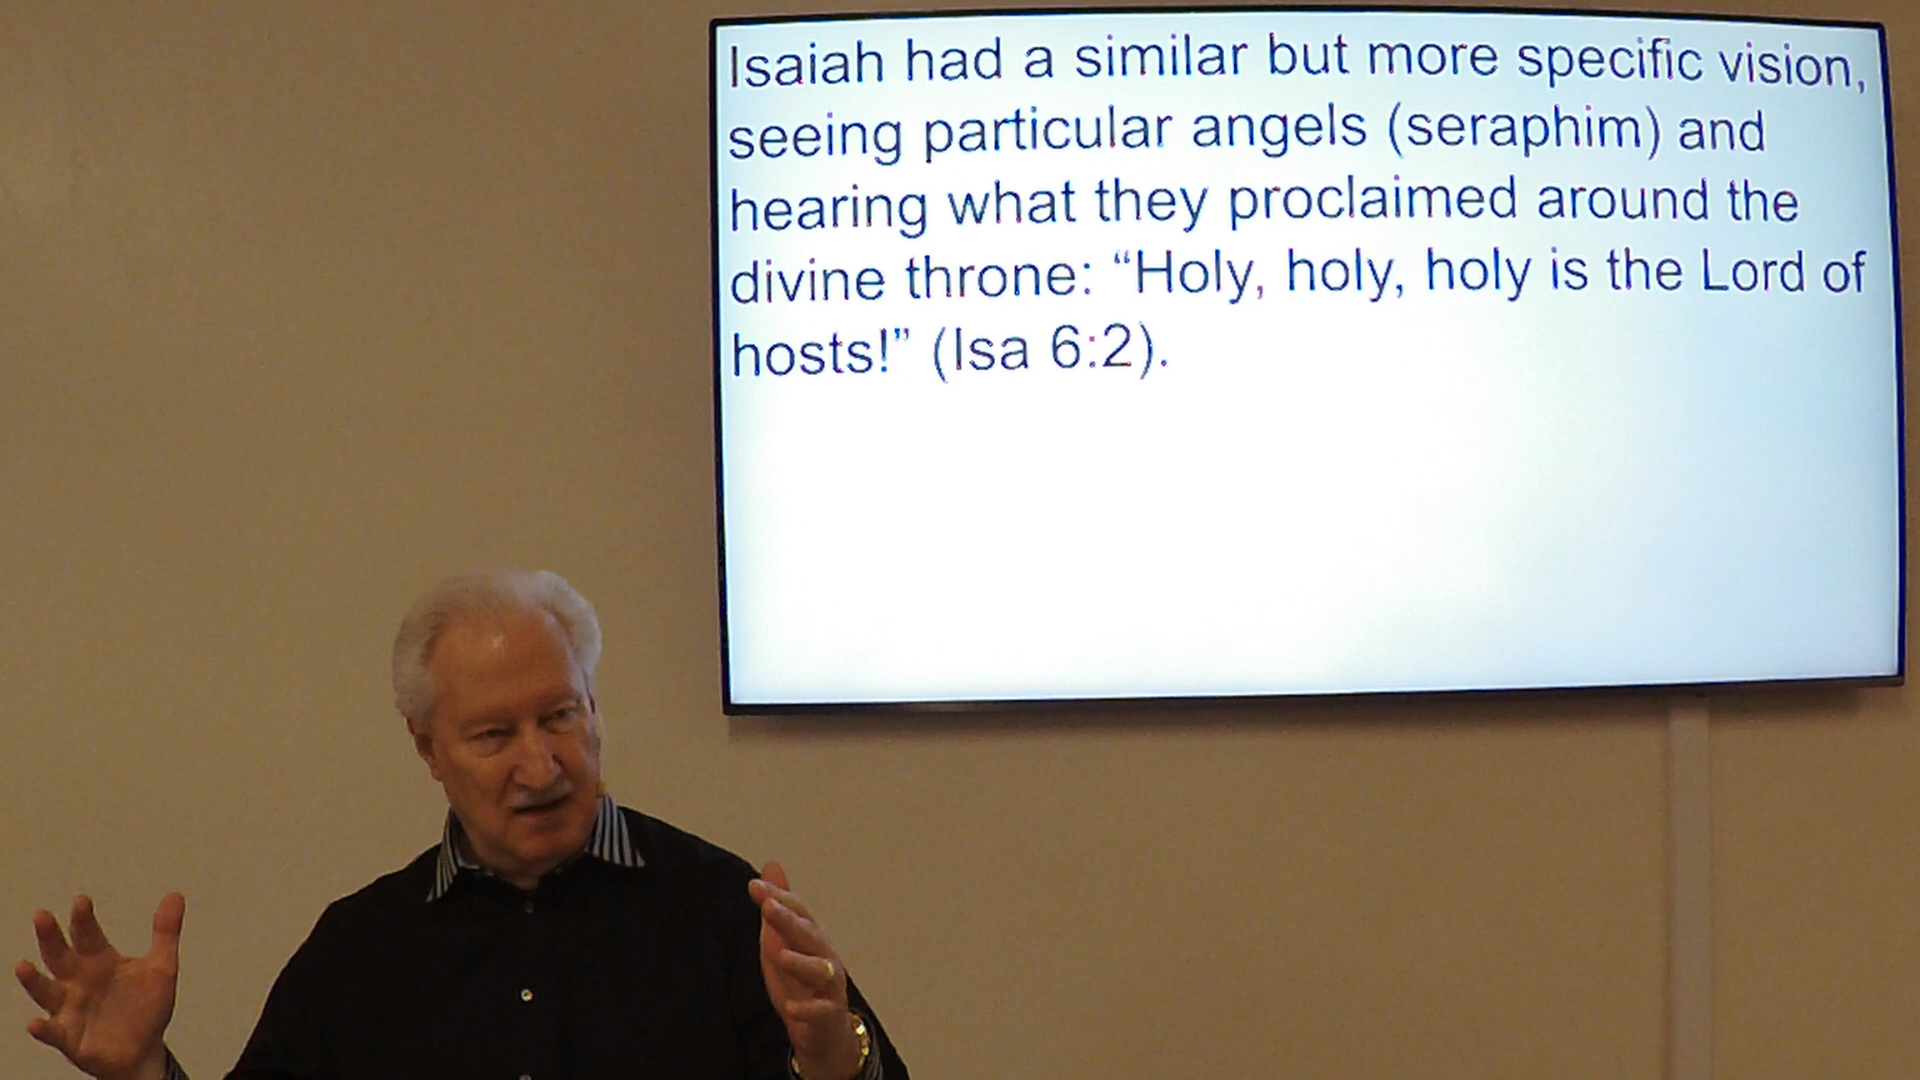 Isaiah had a similar but more specific vision,
seeing particular angels (seraphim) and
hearing what they proclaimed around the
divine throne: “Holy, holy, holy is the Lord of
hosts!” (Isa 6:2).